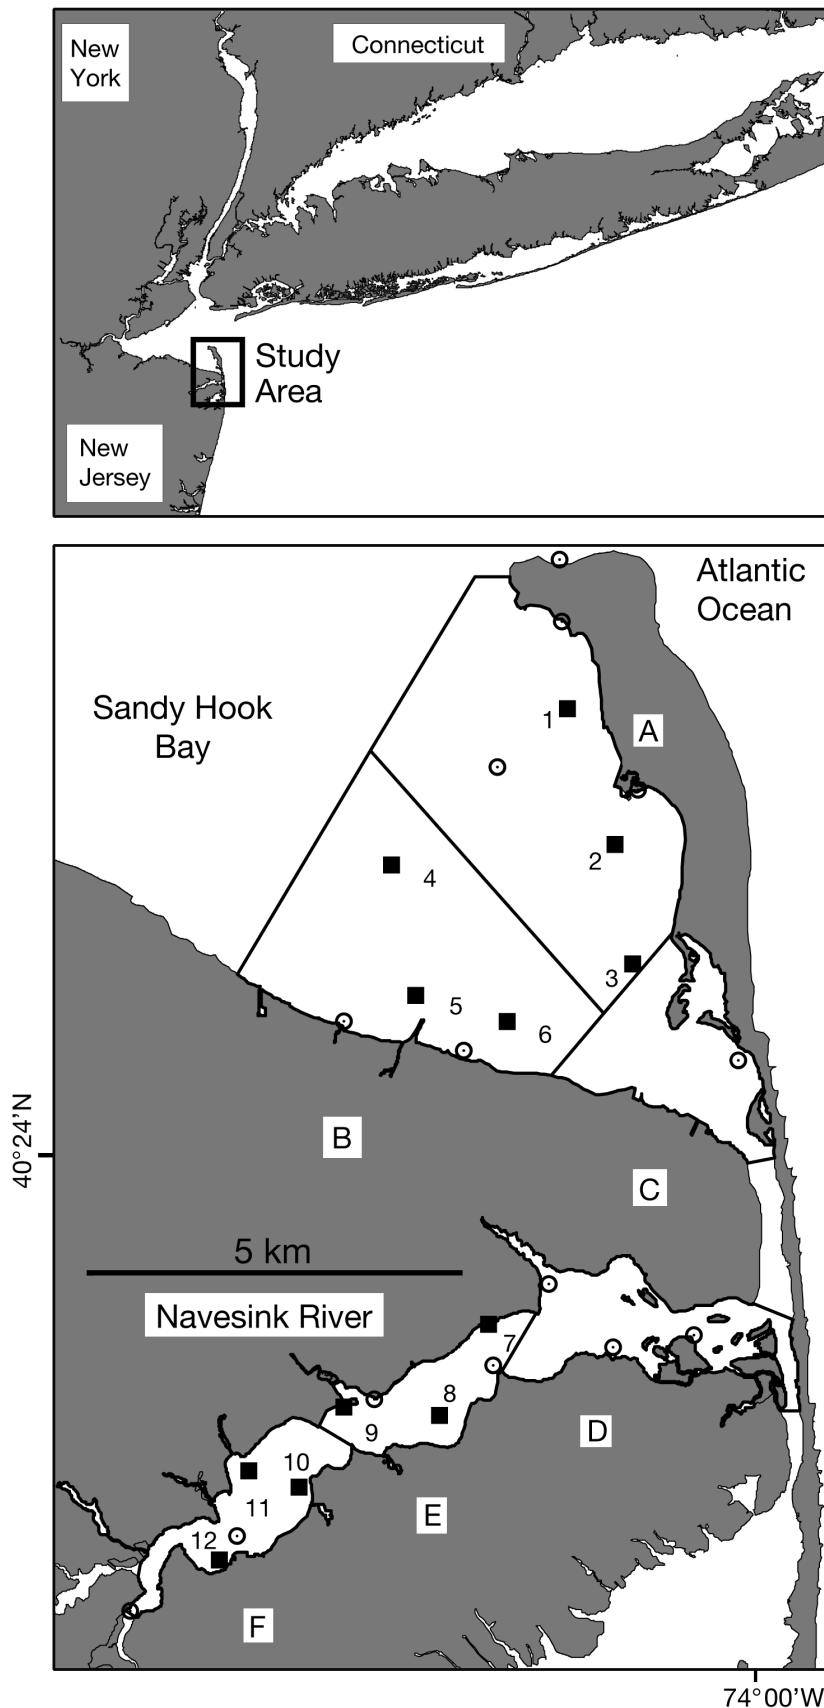 New
York
Connecticut
Study
Area
New
Jersey
Atlantic
Ocean
Sandy Hook
Bay
1
A
2
4
3
5
6
B
40°24'N
C
5 km
Navesink River
7
8
9
D
10
E
11
12
F
74°00'W